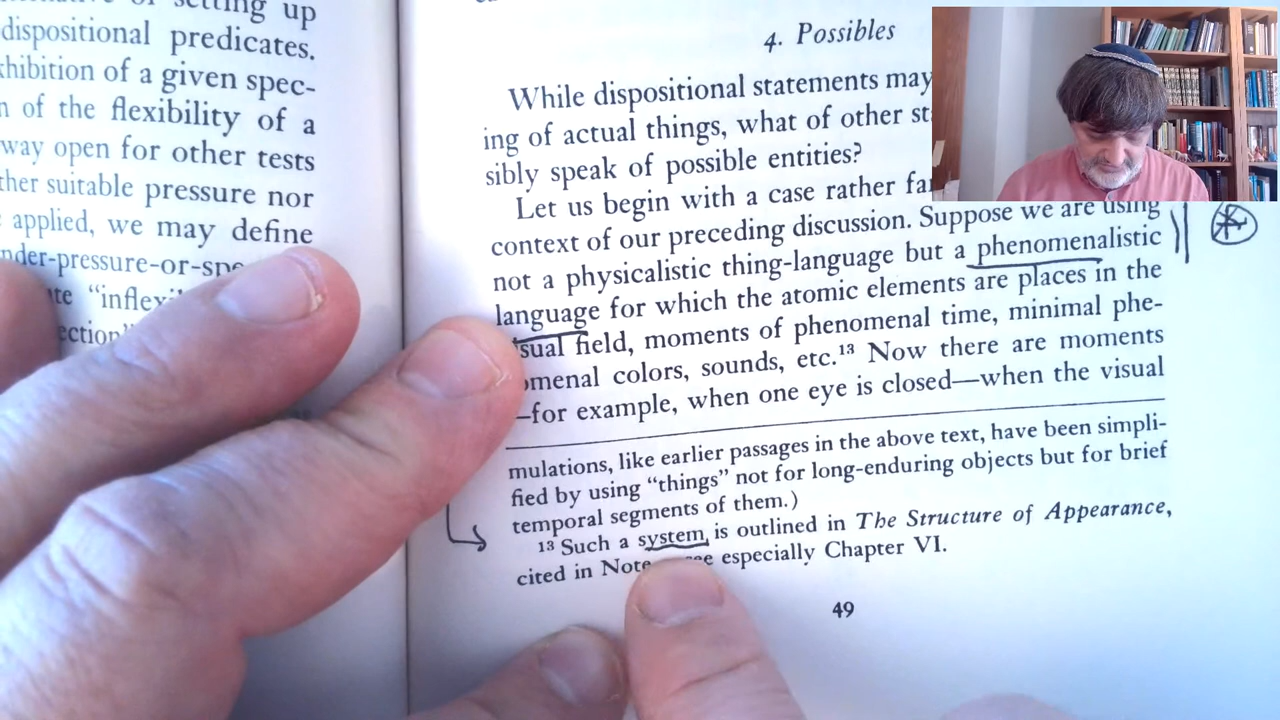 setting up
dispositional predicates.
exhibition of a given spec-
of the flexibility of a
way open for other tests
suitable pressure nor
applied, we may define
4. Possibles
While dispositional statements may
ing of actual things, what of other
sibly speak of possible entities?
Let us begin with a case rather
context of our preceding discussion. Suppose we are using
not a physicalistic thing-language but a phenomenalistic
language for which the atomic elements are places in the
visual field, moments of phenomenal time, minimal phe-
nomenal colors, sounds, etc.¹³ Now there are moments
—for example, when one eye is closed—when the visual
mulations, like earlier passages in the above text, have been simpli-
fied by using “things” not for long-enduring objects but for brief
temporal segments of them.)
¹³ Such a system is outlined in The Structure of Appearance,
cited in Note especially Chapter VI.
49